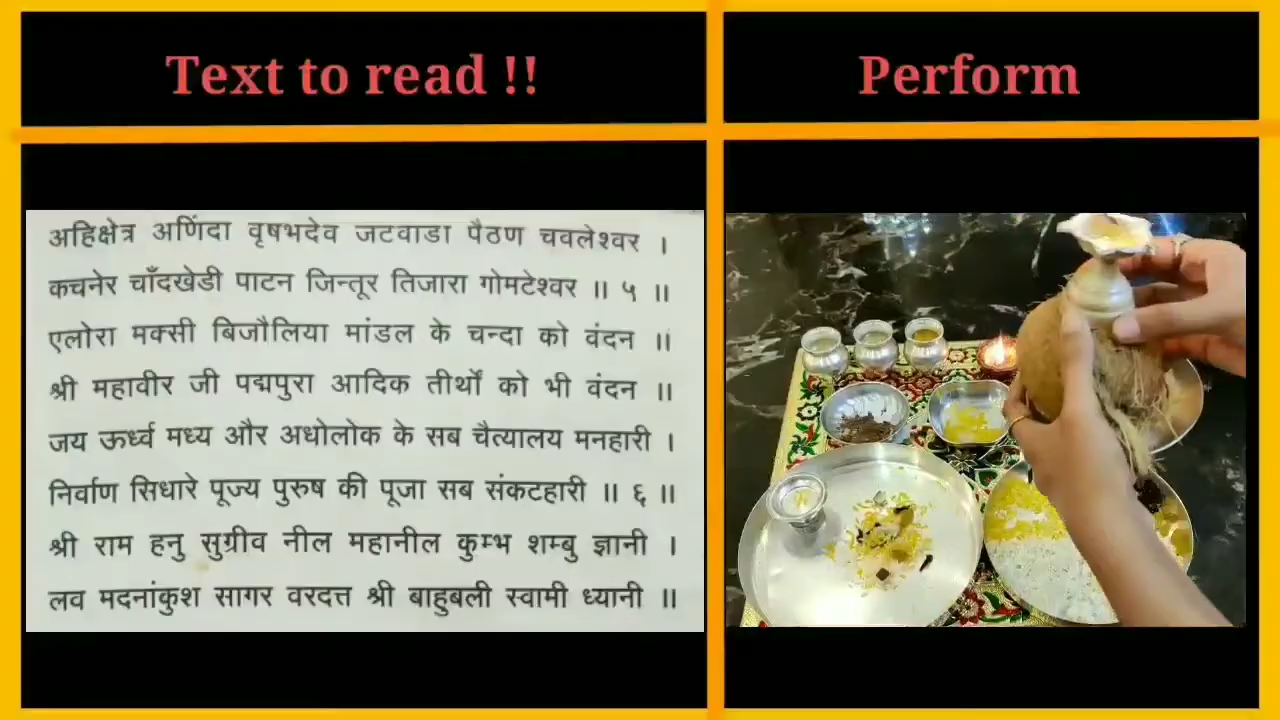 Text to read !!
Perform
अहिक्षेत्र अणिंदा वृषभदेव जटवाडा पैठण चवलेश्वर ।
कचनेर चाँदखेडी पाटन जिन्तूर तिजारा गोमटेश्वर ॥ ५ ॥
एलोरा मक्सी बिजौलिया मांडल के चन्दा को वंदन ॥
श्री महावीर जी पद्मपुरा आदिक तीर्थों को भी वंदन ॥
जय ऊर्ध्व मध्य और अधोलोक के सब चैत्यालय मनहारी ।
निर्वाण सिधारे पूज्य पुरुष की पूजा सब संकटहारी ॥ ६ ॥
श्री राम हनु सुग्रीव नील महानील कुम्भ शम्बु ज्ञानी ।
लव मदनांकुश सागर वरदत्त श्री बाहुबली स्वामी ध्यानी ॥